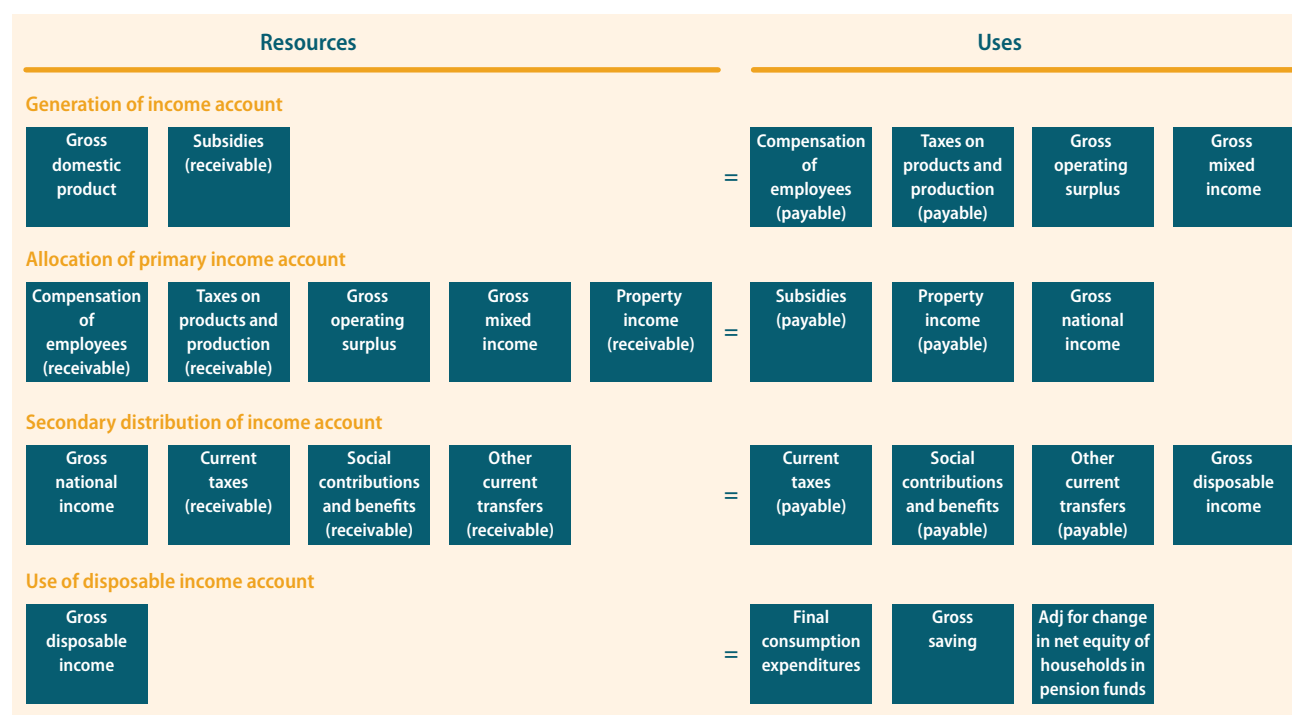 Resources
Uses
Generation of income account
Gross
domestic
product
Subsidies
(receivable)
=
Compensation
of
employees
(payable)
Taxes on
products and
production
(payable)
Gross
operating
surplus
Gross
mixed
income
Allocation of primary income account
Compensation
of
employees
(receivable)
Taxes on
products and
production
(receivable)
Gross
operating
surplus
Gross
mixed
income
Property
income
(receivable)
=
Subsidies
(payable)
Property
income
(payable)
Gross
national
income
Secondary distribution of income account
Gross
national
income
Current
taxes
(receivable)
Social
contributions
and benefits
(receivable)
Other
current
transfers
(receivable)
=
Current
taxes
(payable)
Social
contributions
and benefits
(payable)
Other
current
transfers
(payable)
Gross
disposable
income
Use of disposable income account
Gross
disposable
income
=
Final
consumption
expenditures
Gross
saving
Adj for change
in net equity of
households in
pension funds